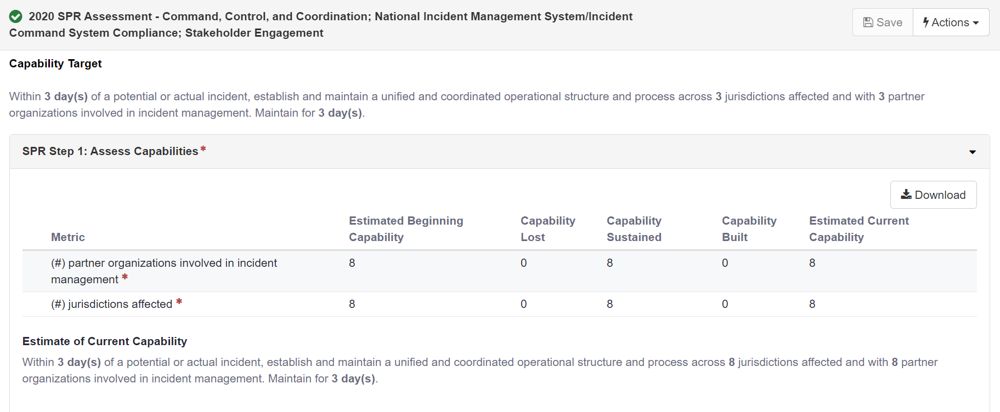 2020 SPR Assessment - Command, Control, and Coordination; National Incident Management System/Incident
Command System Compliance; Stakeholder Engagement
Save
Actions
Capability Target
Within 3 day(s) of a potential or actual incident, establish and maintain a unified and coordinated operational structure and process across 3 jurisdictions affected and with 3 partner
organizations involved in incident management. Maintain for 3 day(s).
SPR Step 1: Assess Capabilities*
Download
Metric
Estimated Beginning
Capability
Capability
Lost
Capability
Sustained
Capability
Built
Estimated Current
Capability
(#) partner organizations involved in incident
management *
8
0
8
0
8
(#) jurisdictions affected *
8
0
8
0
8
Estimate of Current Capability
Within 3 day(s) of a potential or actual incident, establish and maintain a unified and coordinated operational structure and process across 8 jurisdictions affected and with 8 partner
organizations involved in incident management. Maintain for 3 day(s).